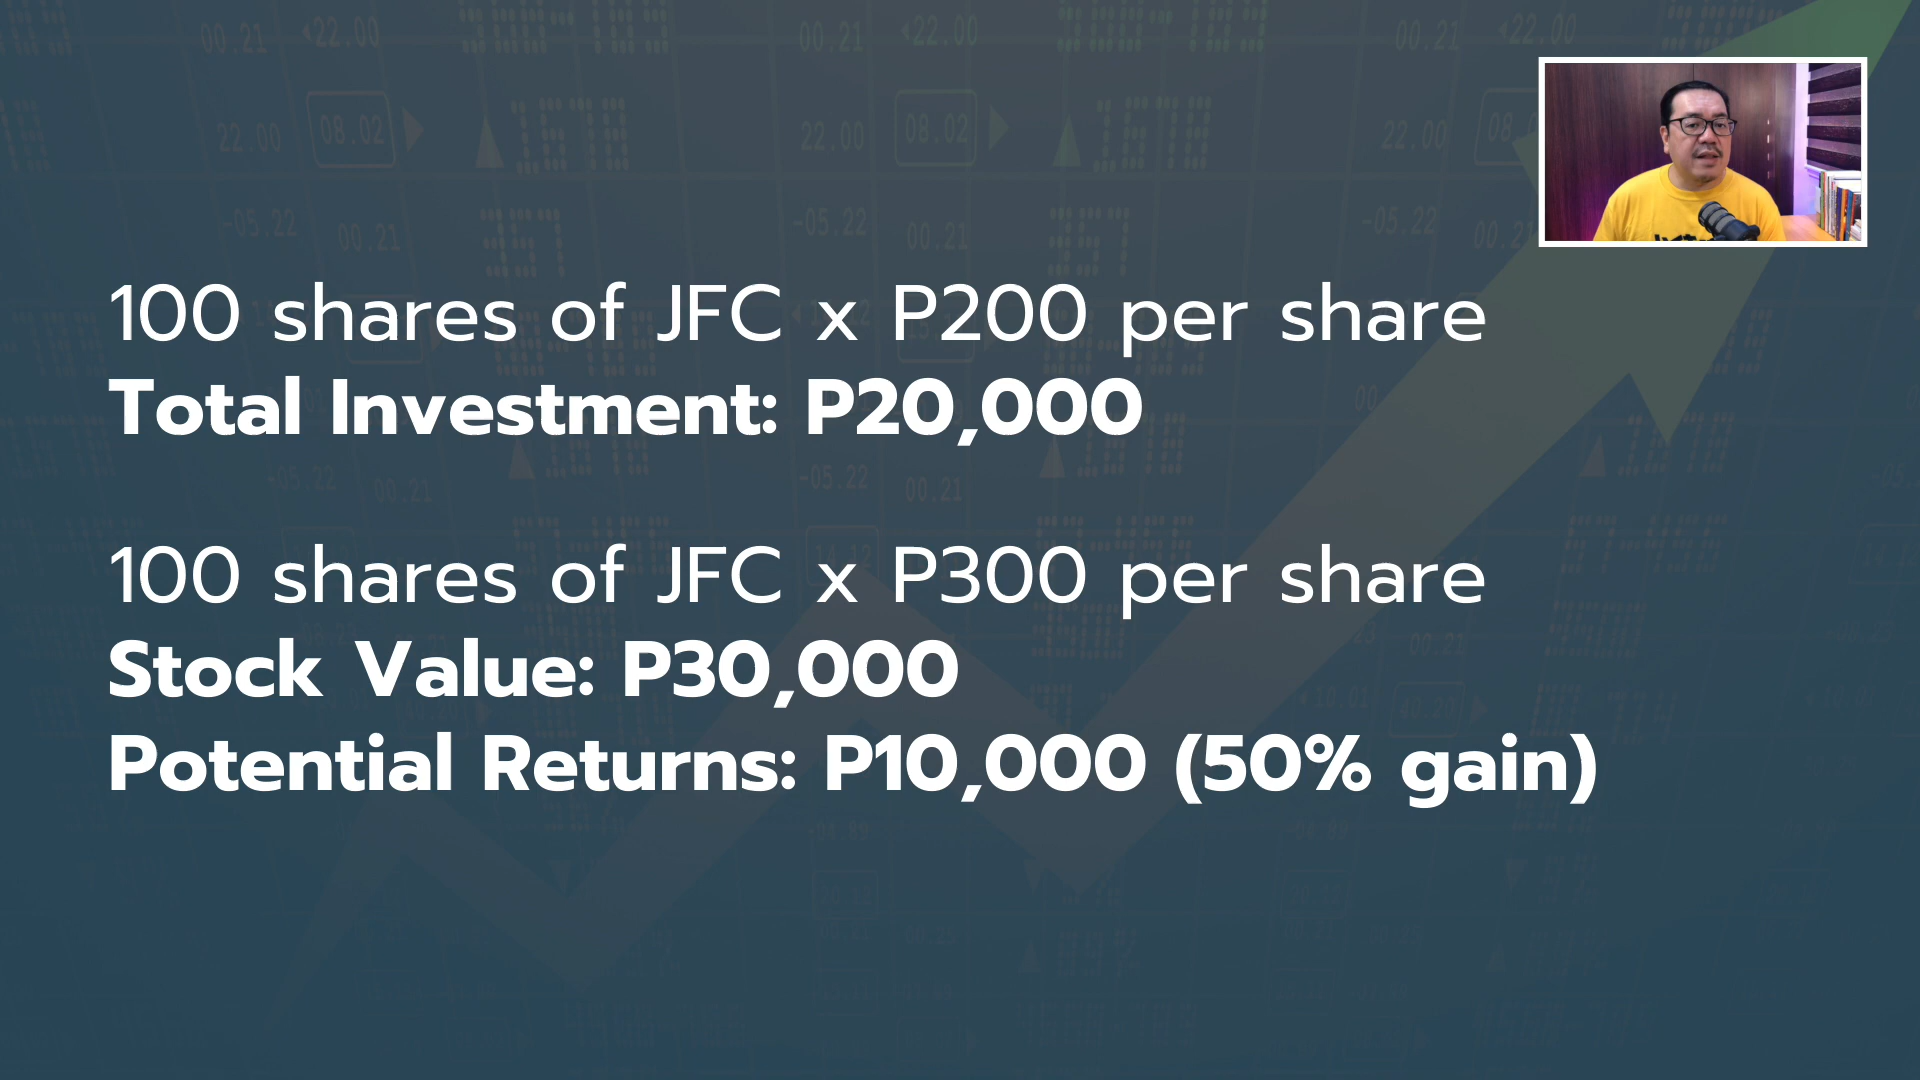 100 shares of JFC x P200 per share
Total Investment: P20,000
100 shares of JFC x P300 per share
Stock Value: P30,000
Potential Returns: P10,000 (50% gain)